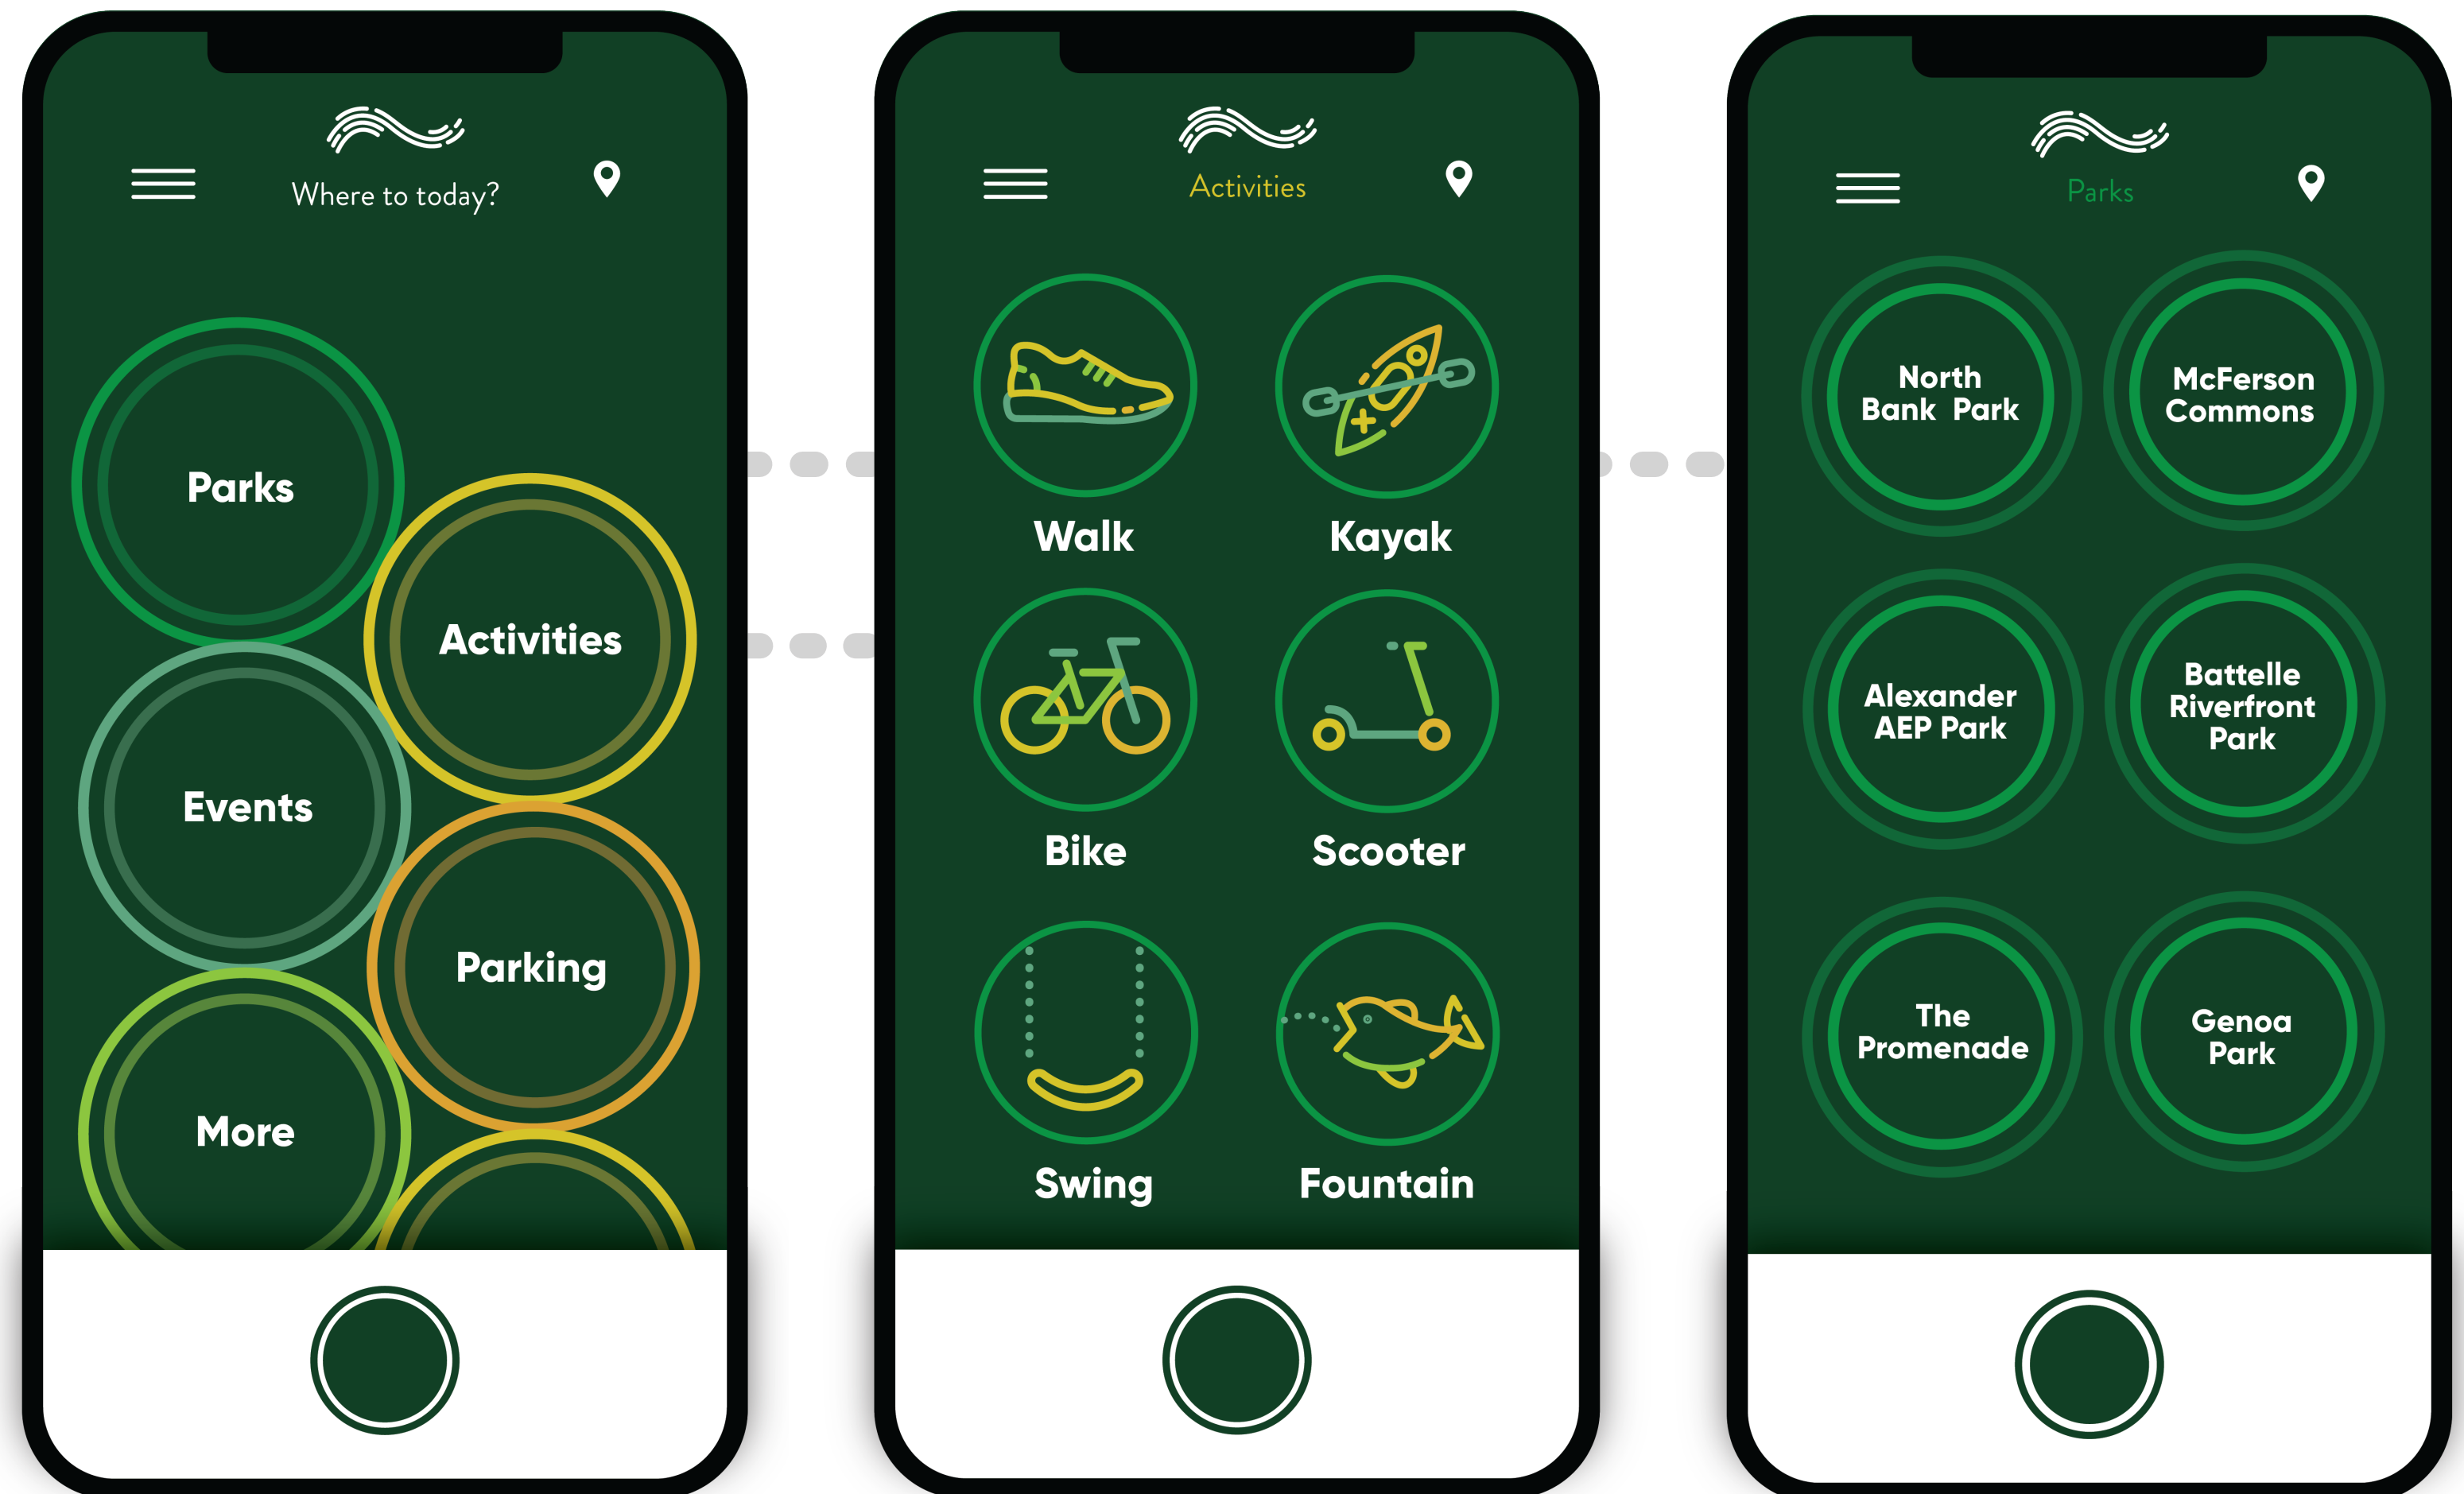 Where to today?
Parks
Activities
Events
Parking
More
Activities
Walk
Kayak
Bike
Scooter
Swing
Fountain
Parks
North
Bank Park
McFerson
Commons
Alexander
AEP Park
Battelle
Riverfront
Park
The
Promenade
Genoa
Park